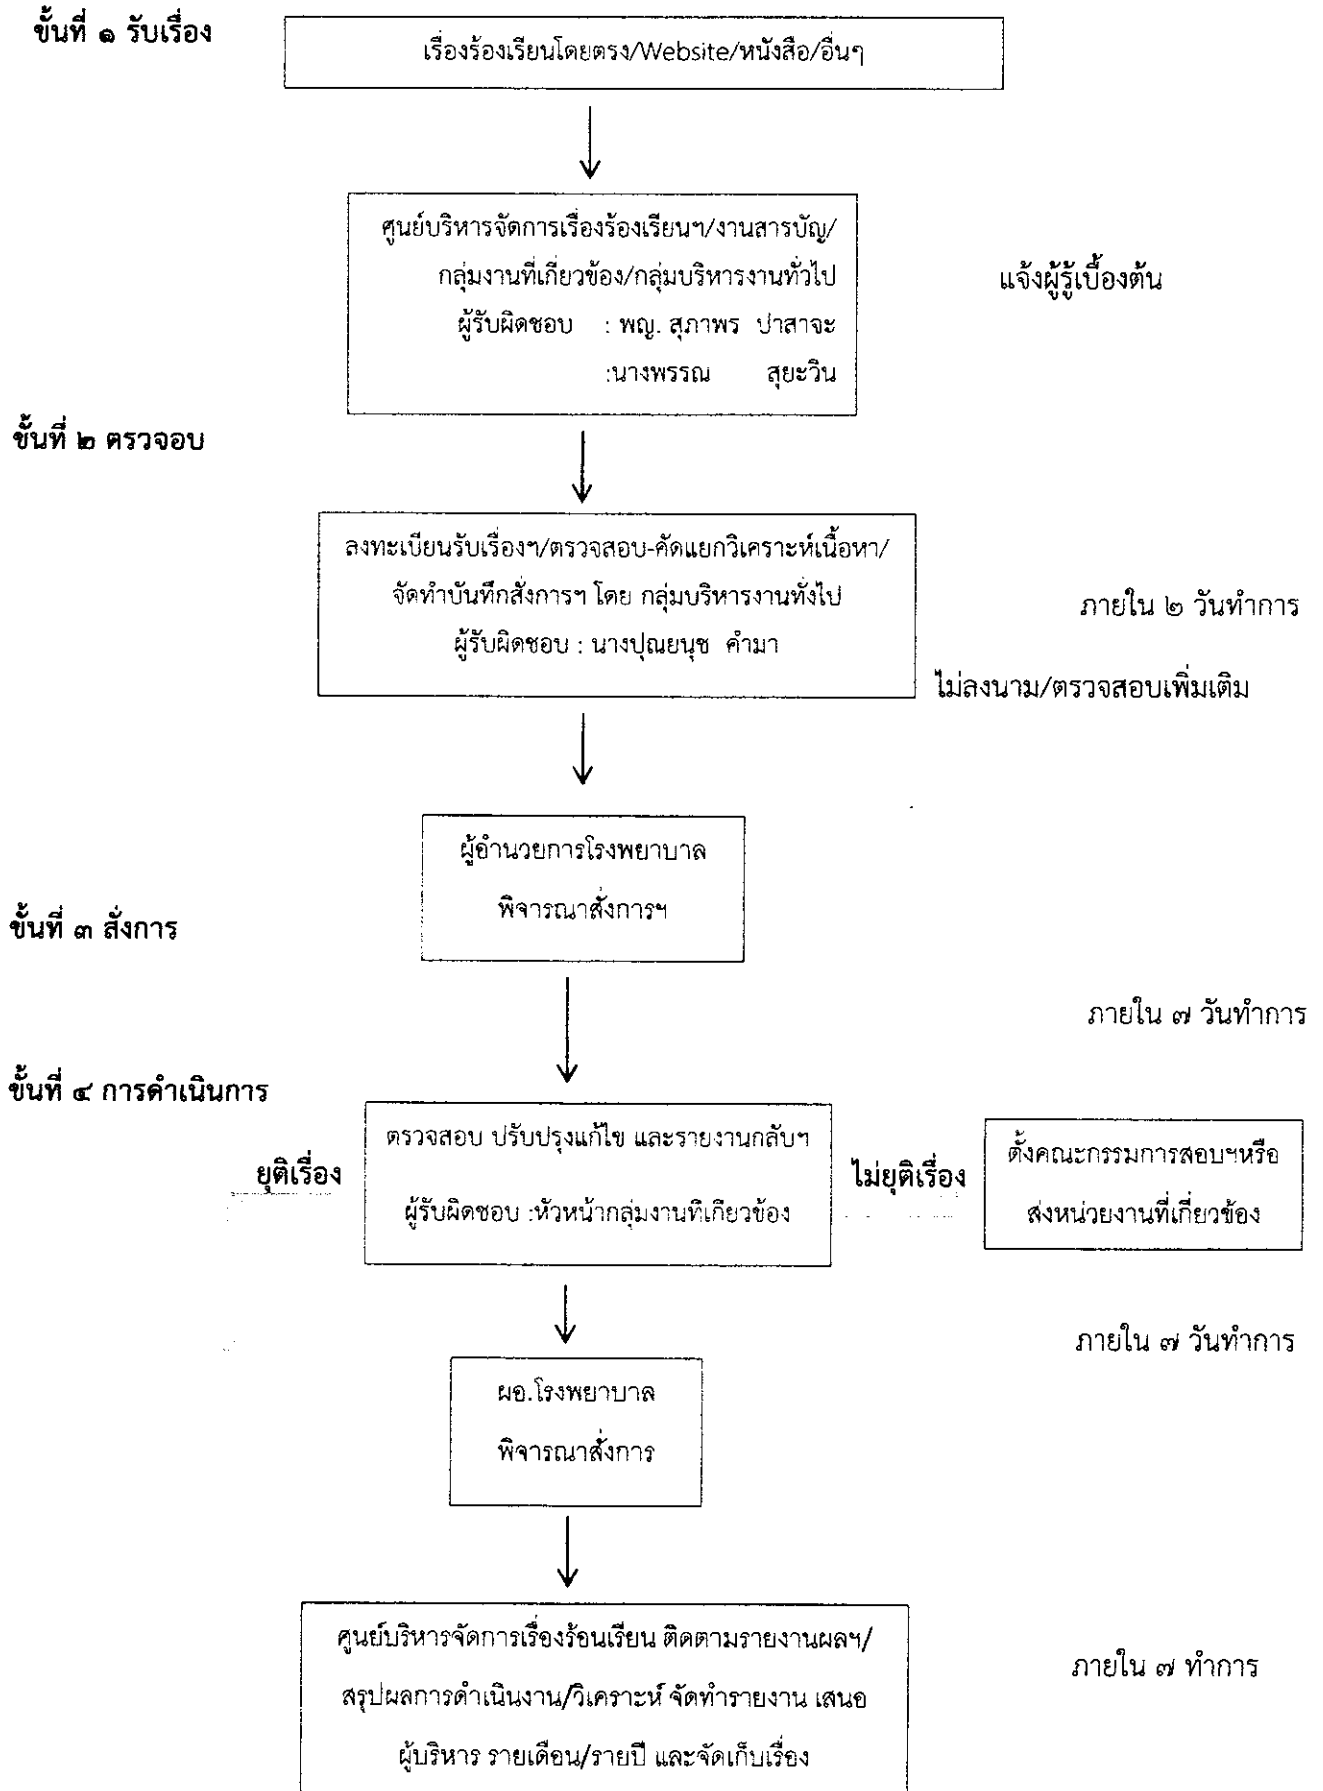 ขั้นที่ ๑ รับเรื่อง
เรื่องร้องเรียนโดยตรง/Website/หนังสือ/อื่นๆ
ศูนย์บริหารจัดการเรื่องร้องเรียนฯ/งานสารบัญ/
กลุ่มงานที่เกี่ยวข้อง/กลุ่มบริหารงานทั่วไป
แจ้งผู้รู้เบื้องต้น
ผู้รับผิดชอบ : พญ. สุภาพร ปาสาจะ
:นางพรรณ สุยะวิน
ขั้นที่ ๒ ตรวจอบ
ลงทะเบียนรับเรื่องฯ/ตรวจสอบ-คัดแยกวิเคราะห์เนื้อหา/
จัดทำบันทึกสั่งการฯ โดย กลุ่มบริหารงานทั่งไป
ภายใน ๒ วันทำการ
ผู้รับผิดชอบ : นางปุณยนุช คำมา
ไม่ลงนาม/ตรวจสอบเพิ่มเติม
ผู้อำนวยการโรงพยาบาล
พิจารณาสั่งการฯ
ขั้นที่ ๓ สั่งการ
ภายใน ๗ วันทำการ
ขั้นที่ ๔ การดำเนินการ
ตรวจสอบ ปรับปรุงแก้ไข และรายงานกลับฯ
ยุติเรื่อง
ผู้รับผิดชอบ :หัวหน้ากลุ่มงานที่เกี่ยวข้อง
ไม่ยุติเรื่อง
ตั้งคณะกรรมการสอบฯหรือ
ส่งหน่วยงานที่เกี่ยวข้อง
ภายใน ๗ วันทำการ
ผอ.โรงพยาบาล
พิจารณาสั่งการ
ศูนย์บริหารจัดการเรื่องร้อนเรียน ติดตามรายงานผลฯ/
ภายใน ๗ ทำการ
สรุปผลการดำเนินงาน/วิเคราะห์ จัดทำรายงาน เสนอ
ผู้บริหาร รายเดือน/รายปี และจัดเก็บเรื่อง